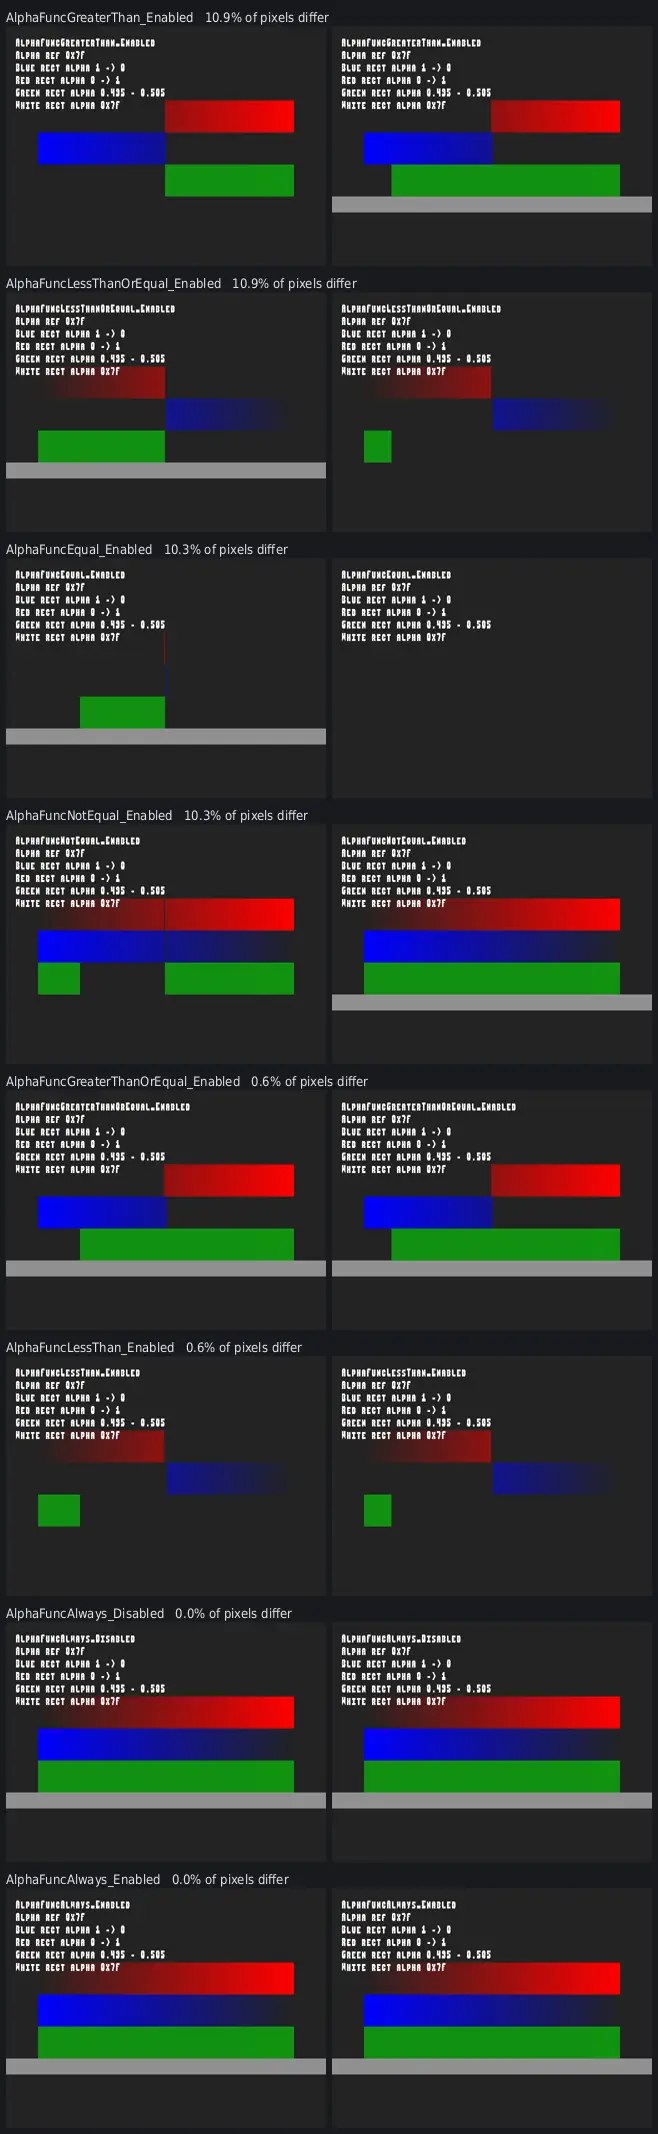 AlphaFuncGreaterThan_Enabled   10.9% of pixels differ
AlphaFuncGreaterThan_Enabled
Alpha ref 0x7f
Blue rect alpha 1 -> 0
Red rect alpha 0 -> 1
Green rect alpha 0.495 - 0.505
White rect alpha 0x7f
AlphaFuncGreaterThan_Enabled
Alpha ref 0x7f
Blue rect alpha 1 -> 0
Red rect alpha 0 -> 1
Green rect alpha 0.495 - 0.505
White rect alpha 0x7f
AlphaFuncLessThanOrEqual_Enabled   10.9% of pixels differ
AlphaFuncLessThanOrEqual_Enabled
Alpha ref 0x7f
Blue rect alpha 1 -> 0
Red rect alpha 0 -> 1
Green rect alpha 0.495 - 0.505
White rect alpha 0x7f
AlphaFuncLessThanOrEqual_Enabled
Alpha ref 0x7f
Blue rect alpha 1 -> 0
Red rect alpha 0 -> 1
Green rect alpha 0.495 - 0.505
White rect alpha 0x7f
AlphaFuncEqual_Enabled   10.3% of pixels differ
AlphaFuncEqual_Enabled
Alpha ref 0x7f
Blue rect alpha 1 -> 0
Red rect alpha 0 -> 1
Green rect alpha 0.495 - 0.505
White rect alpha 0x7f
AlphaFuncEqual_Enabled
Alpha ref 0x7f
Blue rect alpha 1 -> 0
Red rect alpha 0 -> 1
Green rect alpha 0.495 - 0.505
White rect alpha 0x7f
AlphaFuncNotEqual_Enabled   10.3% of pixels differ
AlphaFuncNotEqual_Enabled
Alpha ref 0x7f
Blue rect alpha 1 -> 0
Red rect alpha 0 -> 1
Green rect alpha 0.495 - 0.505
White rect alpha 0x7f
AlphaFuncNotEqual_Enabled
Alpha ref 0x7f
Blue rect alpha 1 -> 0
Red rect alpha 0 -> 1
Green rect alpha 0.495 - 0.505
White rect alpha 0x7f
AlphaFuncGreaterThanOrEqual_Enabled   0.6% of pixels differ
AlphaFuncGreaterThanOrEqual_Enabled
Alpha ref 0x7f
Blue rect alpha 1 -> 0
Red rect alpha 0 -> 1
Green rect alpha 0.495 - 0.505
White rect alpha 0x7f
AlphaFuncGreaterThanOrEqual_Enabled
Alpha ref 0x7f
Blue rect alpha 1 -> 0
Red rect alpha 0 -> 1
Green rect alpha 0.495 - 0.505
White rect alpha 0x7f
AlphaFuncLessThan_Enabled   0.6% of pixels differ
AlphaFuncLessThan_Enabled
Alpha ref 0x7f
Blue rect alpha 1 -> 0
Red rect alpha 0 -> 1
Green rect alpha 0.495 - 0.505
White rect alpha 0x7f
AlphaFuncLessThan_Enabled
Alpha ref 0x7f
Blue rect alpha 1 -> 0
Red rect alpha 0 -> 1
Green rect alpha 0.495 - 0.505
White rect alpha 0x7f
AlphaFuncAlways_Disabled   0.0% of pixels differ
AlphaFuncAlways_Disabled
Alpha ref 0x7f
Blue rect alpha 1 -> 0
Red rect alpha 0 -> 1
Green rect alpha 0.495 - 0.505
White rect alpha 0x7f
AlphaFuncAlways_Disabled
Alpha ref 0x7f
Blue rect alpha 1 -> 0
Red rect alpha 0 -> 1
Green rect alpha 0.495 - 0.505
White rect alpha 0x7f
AlphaFuncAlways_Enabled   0.0% of pixels differ
AlphaFuncAlways_Enabled
Alpha ref 0x7f
Blue rect alpha 1 -> 0
Red rect alpha 0 -> 1
Green rect alpha 0.495 - 0.505
White rect alpha 0x7f
AlphaFuncAlways_Enabled
Alpha ref 0x7f
Blue rect alpha 1 -> 0
Red rect alpha 0 -> 1
Green rect alpha 0.495 - 0.505
White rect alpha 0x7f